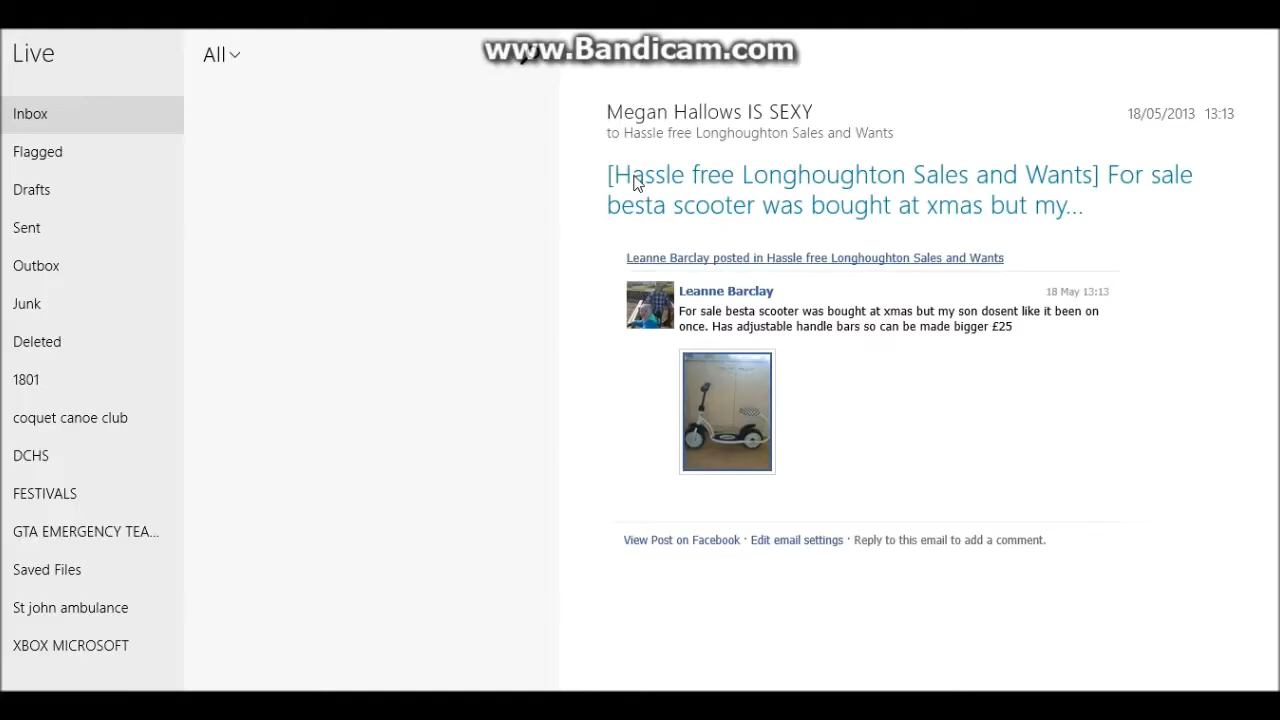 www.Bandicam.com
Live
Inbox
Flagged
Drafts
Sent
Outbox
Junk
Deleted
1801
coquet canoe club
DCHS
FESTIVALS
GTA EMERGENCY TEA...
Saved Files
St john ambulance
XBOX MICROSOFT
All
Megan Hallows IS SEXY
18/05/2013 13:13
to Hassle free Longhoughton Sales and Wants
[Hassle free Longhoughton Sales and Wants] For sale
besta scooter was bought at xmas but my...
Leanne Barclay posted in Hassle free Longhoughton Sales and Wants
Leanne Barclay
18 May 13:13
For sale besta scooter was bought at xmas but my son dosent like it been on
once. Has adjustable handle bars so can be made bigger £25
View Post on Facebook · Edit email settings · Reply to this email to add a comment.